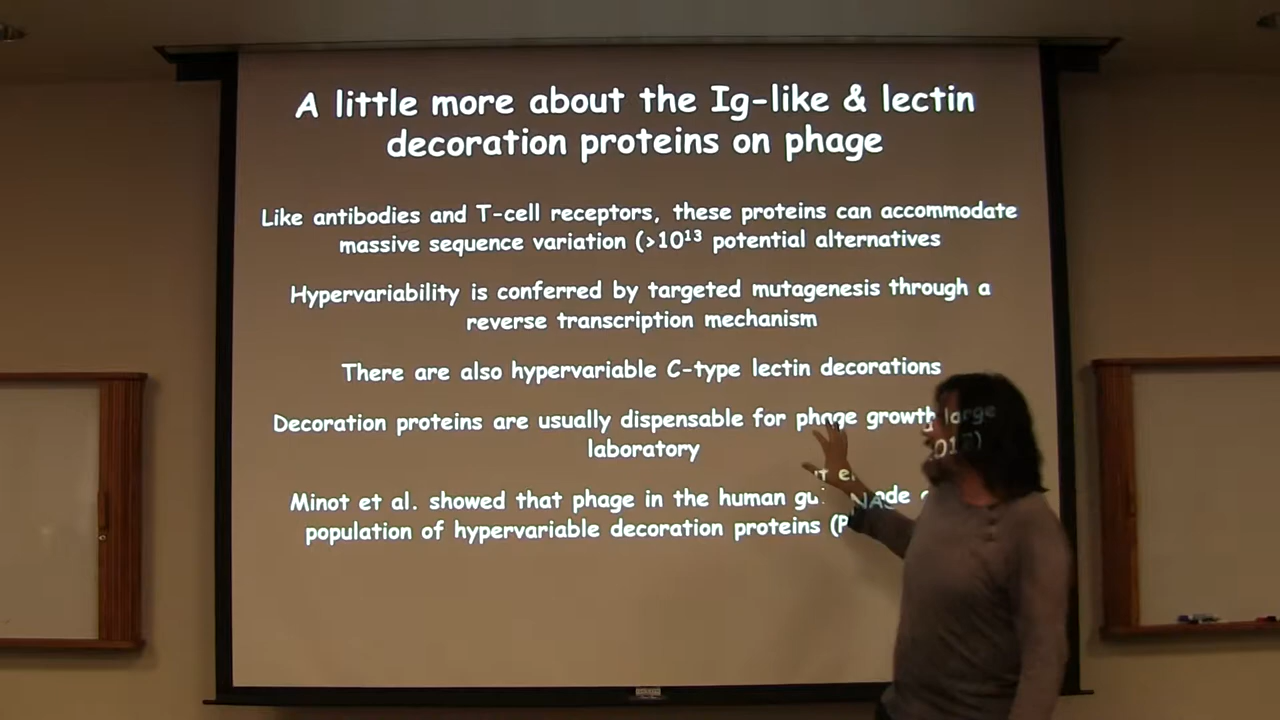 A little more about the Ig-like & lectin
decoration proteins on phage
Like antibodies and T-cell receptors, these proteins can accommodate
massive sequence variation (>10¹³ potential alternatives
Hypervariability is conferred by targeted mutagenesis through a
reverse transcription mechanism
There are also hypervariable C-type lectin decorations
Decoration proteins are usually dispensable for phage growth
laboratory
Minot et al. showed that phage in the human large
population of hypervariable decoration proteins